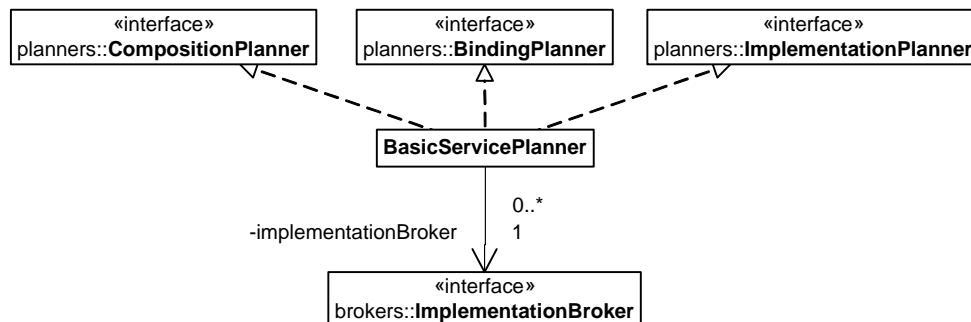 «interface»
planners::CompositionPlanner
«interface»
planners::BindingPlanner
«interface»
planners::ImplementationPlanner
BasicServicePlanner
0..*
-implementationBroker
1
«interface»
brokers::ImplementationBroker